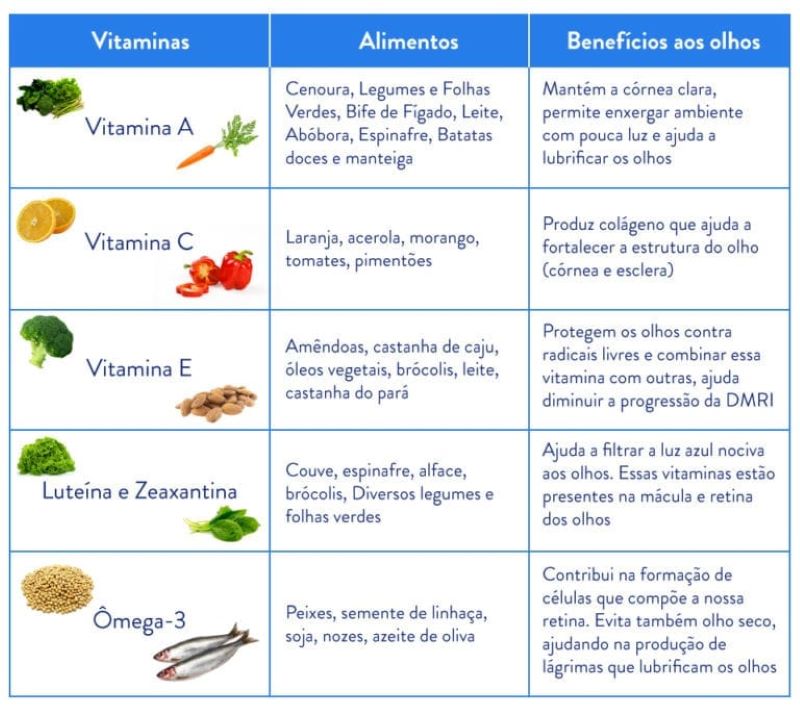 Vitaminas
Alimentos
Benefícios aos olhos
Vitamina A
Cenoura, Legumes e Folhas
Verdes, Bife de Fígado, Leite,
Abóbora, Espinafre, Batatas
doces e manteiga
Mantém a córnea clara,
permite enxergar ambiente
com pouca luz e ajuda a
lubrificar os olhos
Vitamina C
Laranja, acerola, morango,
tomates, pimentões
Produz colágeno que ajuda a
fortalecer a estrutura do olho
(córnea e esclera)
Vitamina E
Amêndoas, castanha de caju,
óleos vegetais, brócolis, leite,
castanha do pará
Protegem os olhos contra
radicais livres e combinar essa
vitamina com outras, ajuda
diminuir a progressão da DMRI
Luteína e Zeaxantina
Couve, espinafre, alface,
brócolis, Diversos legumes e
folhas verdes
Ajuda a filtrar a luz azul nociva
aos olhos. Essas vitaminas estão
presentes na mácula e retina
dos olhos
Ômega-3
Peixes, semente de linhaça,
soja, nozes, azeite de oliva
Contribui na formação de
células que compõe a nossa
retina. Evita também olho seco,
ajudando na produção de
lágrimas que lubrificam os olhos